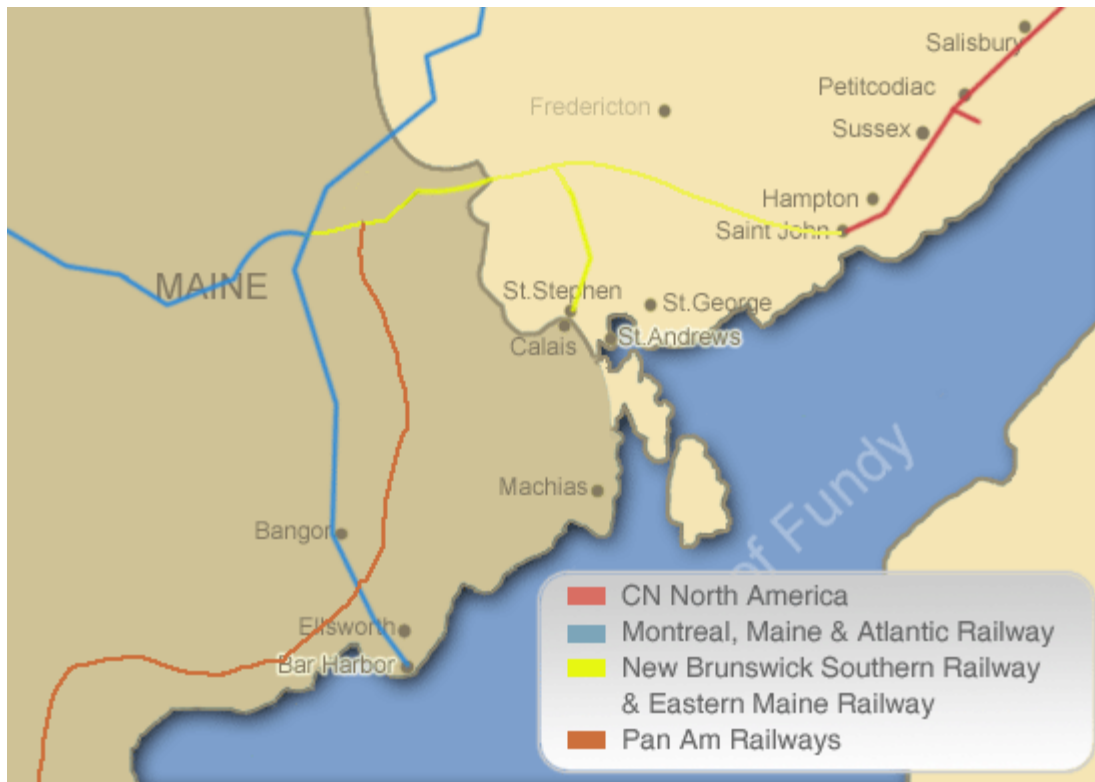 Salisbury
Petitcodiac
Fredericton
Sussex
Hampton
Saint John
MAINE
St.Stephen
St.George
Calais
St.Andrews
Machias
of Fundy
Bangor
Ellsworth
Bar Harbor
CN North America
Montreal, Maine & Atlantic Railway
New Brunswick Southern Railway
& Eastern Maine Railway
Pan Am Railways